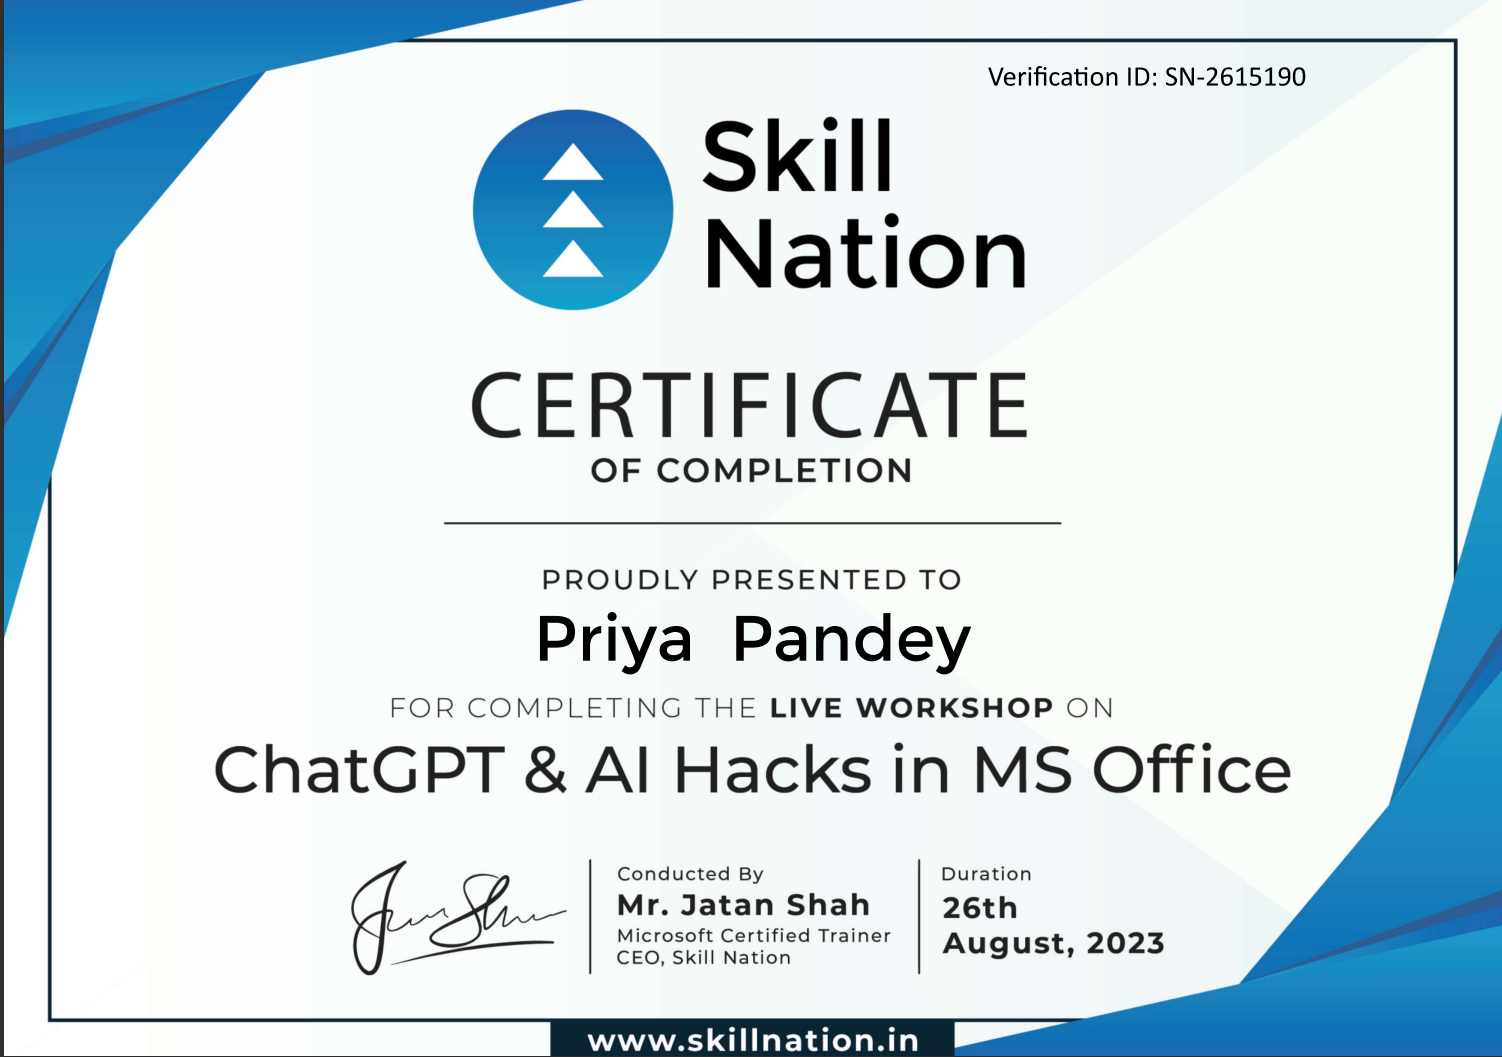 Verification ID: SN-2615190
Skill
Nation
CERTIFICATE
OF COMPLETION
PROUDLY PRESENTED TO
Priya Pandey
FOR COMPLETING THE LIVE WORKSHOP ON
ChatGPT & AI Hacks in MS Office
Conducted By
Mr. Jatan Shah
Microsoft Certified Trainer
CEO, Skill Nation
Duration
26th
August, 2023
www.skillnation.in